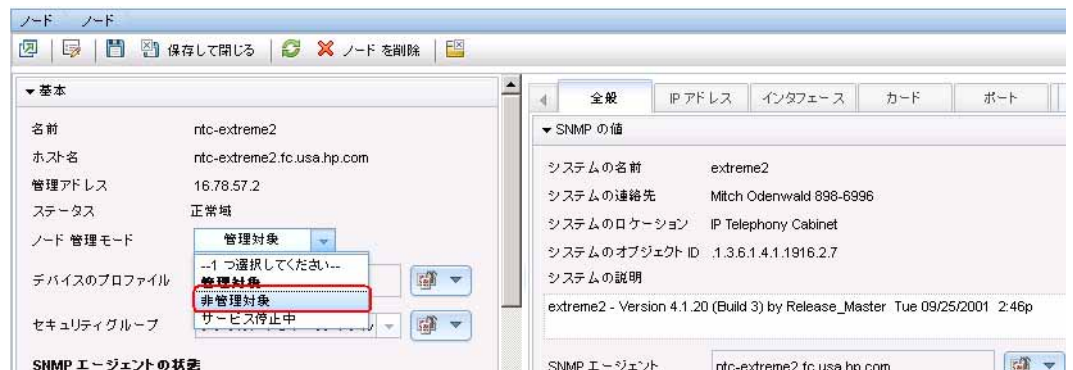 ノード ノード
保存して閉じる ノード を削除
▼基本
名前 ntc-extreme2
ホスト名 ntc-extreme2.fc.usa.hp.com
管理アドレス 16.78.57.2
ステータス 正常域
ノード 管理モード 管理対象
--1 つ選択してください--
管理対象
非管理対象
サービス停止中
デバイスのプロファイル
セキュリティグループ
SNMP エージェントの状態
全般 IP アドレス インタフェース カード ポート
▼SNMP の値
システムの名前 extreme2
システムの連絡先 Mitch Odenwald 898-6996
システムのロケーション IP Telephony Cabinet
システムのオブジェクト ID .1.3.6.1.4.1.1916.2.7
システムの説明
extreme2 - Version 4.1.20 (Build 3) by Release_Master Tue 09/25/2001 2:46p
SNMP エージェント ntc-extreme2.fc.usa.hp.com